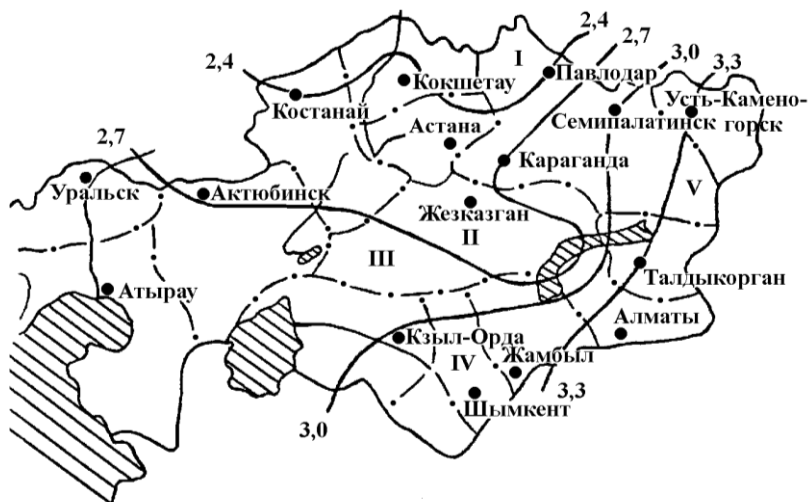 2,4
I
2,4
2,7
3,0
3,3
Кокшетау
Павлодар
Костанай
Семипалатинск
Усть-Камено-
горск
Астана
2,7
Караганда
Уральск
Актюбинск
V
Жезказган
II
III
Атырау
Талдыкорган
Кзыл-Орда
Алматы
IV
Жамбыл
3,3
Шымкент
3,0